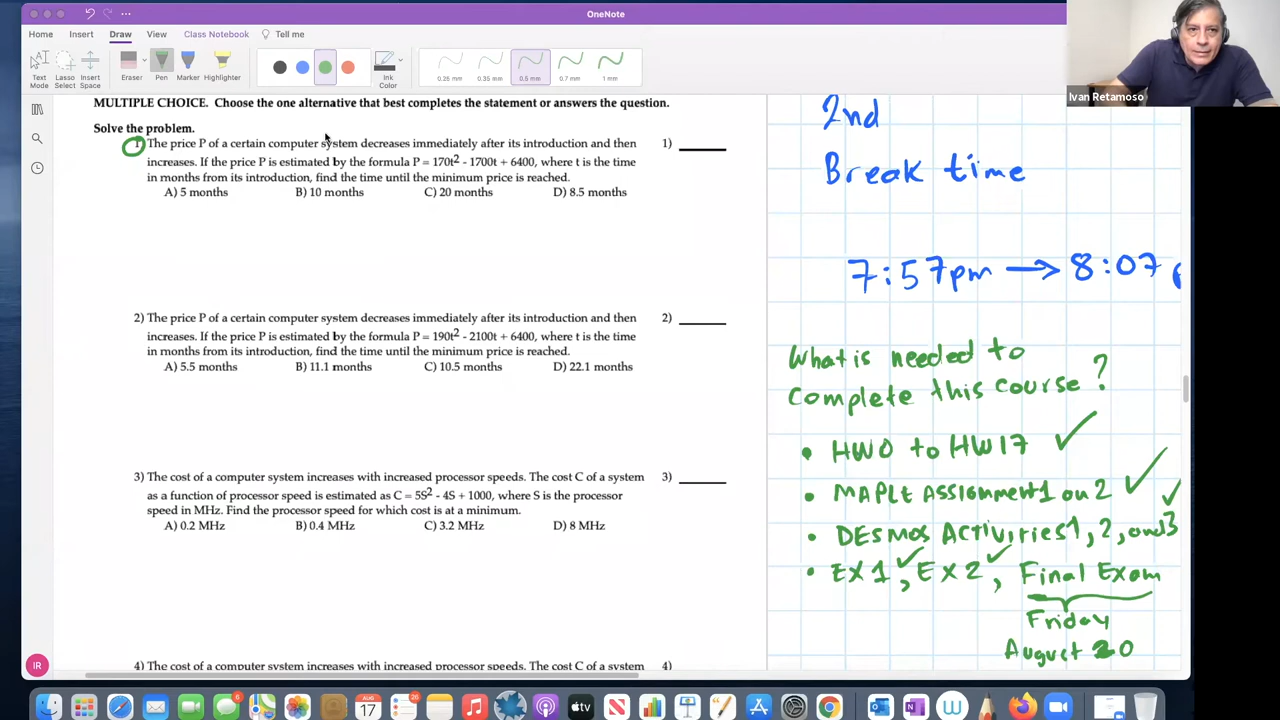 OneNote
Home Insert Draw View Class Notebook Tell me
Text Mode
Lasso Select
Insert Space
Eraser
Pen
Marker
Highlighter
Ink Color
0.25 mm 0.35 mm 0.5 mm 0.7 mm 1 mm
Ivan Retamoso
MULTIPLE CHOICE. Choose the one alternative that best completes the statement or answers the question.
Solve the problem.
1) The price P of a certain computer system decreases immediately after its introduction and then 1)
increases. If the price P is estimated by the formula P = 170t² - 1700t + 6400, where t is the time
in months from its introduction, find the time until the minimum price is reached.
A) 5 months B) 10 months C) 20 months D) 8.5 months
2) The price P of a certain computer system decreases immediately after its introduction and then 2)
increases. If the price P is estimated by the formula P = 190t² - 2100t + 6400, where t is the time
in months from its introduction, find the time until the minimum price is reached.
A) 5.5 months B) 11.1 months C) 10.5 months D) 22.1 months
3) The cost of a computer system increases with increased processor speeds. The cost C of a system 3)
as a function of processor speed is estimated as C = 5S² - 4S + 1000, where S is the processor
speed in MHz. Find the processor speed for which cost is at a minimum.
A) 0.2 MHz B) 0.4 MHz C) 3.2 MHz D) 8 MHz
4) The cost of a computer system increases with increased processor speeds. The cost C of a system 4)
2nd
Break time
7:57pm → 8:07
What is needed to
complete this course?
• HW0 to HW17 ✓
• MAPLE Assignment 1 or 2 ✓
• DESMOS Activities 1, 2, and 3 ✓
• EX1 ✓, EX2 ✓, Final Exam
Friday
August 20
IR
AUG
17
6
26
tv